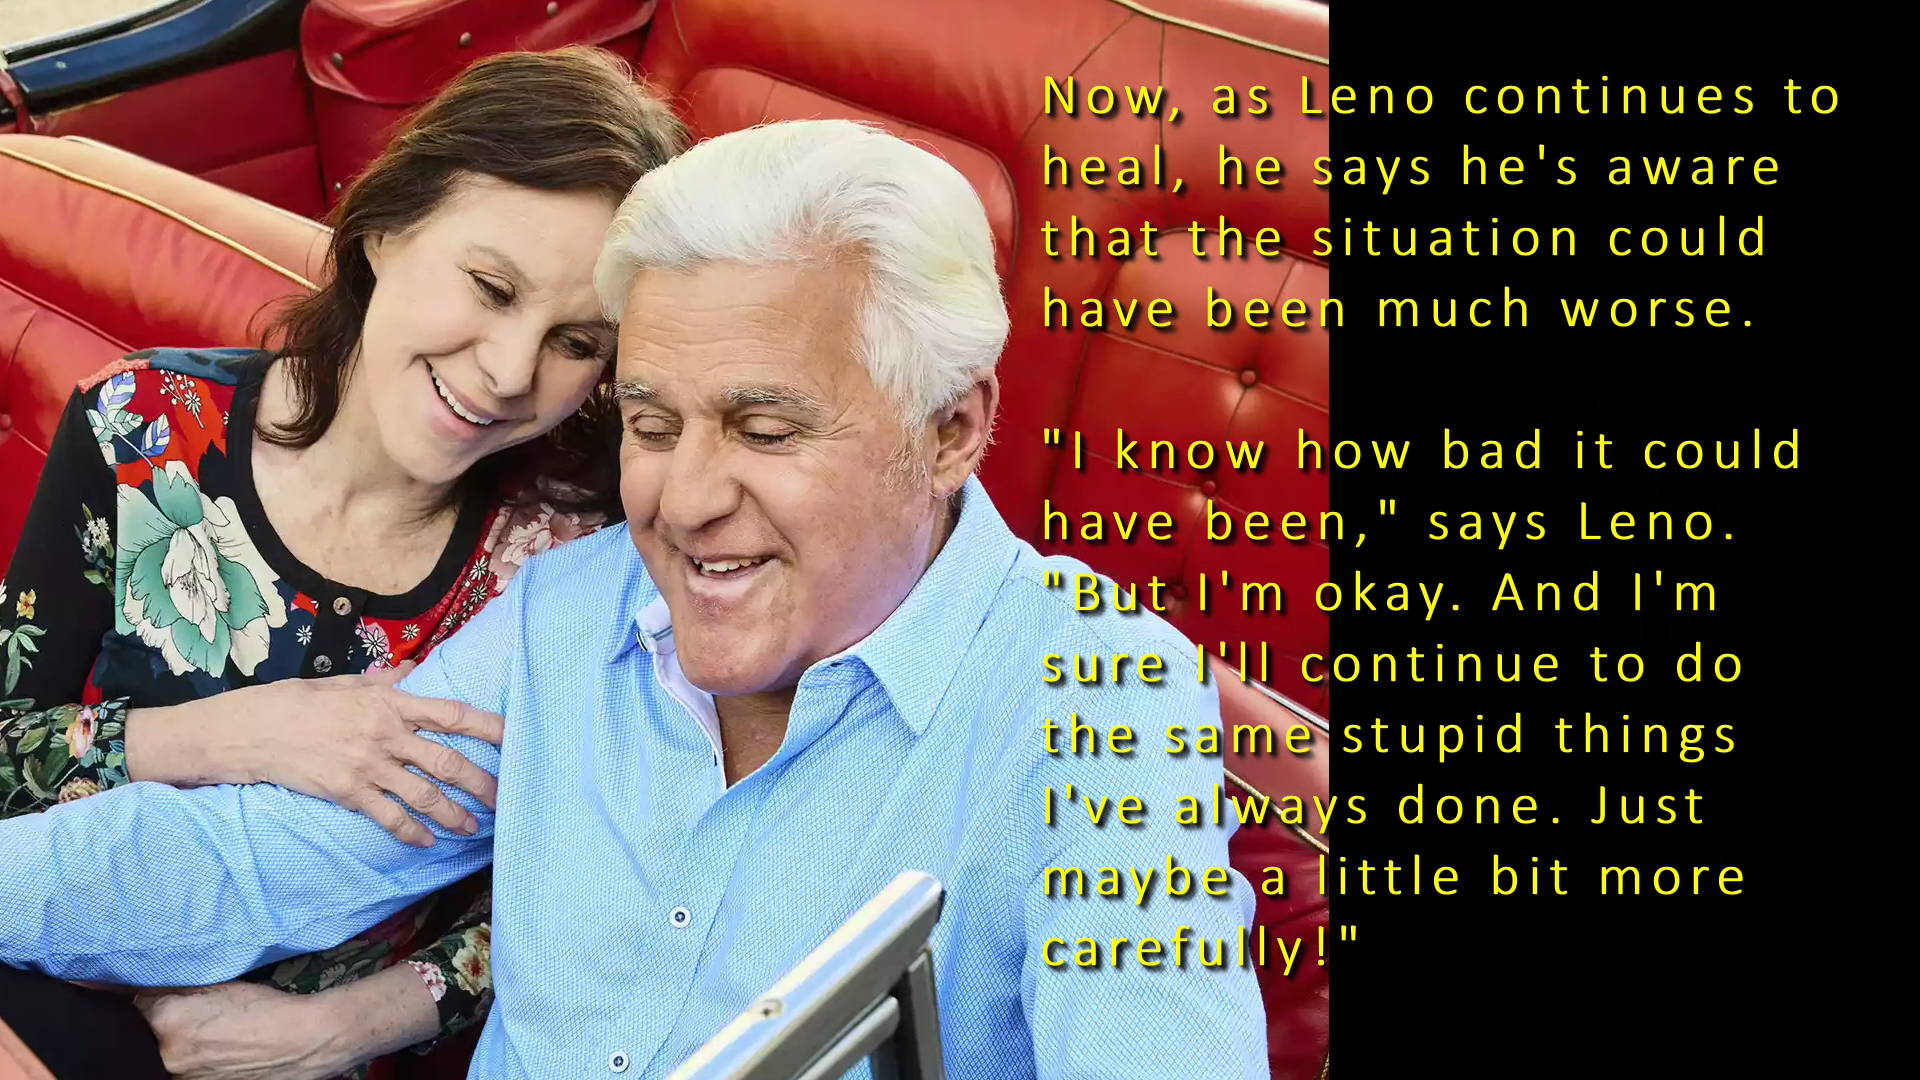 Now, as Leno continues to
heal, he says he's aware
that the situation could
have been much worse.
"I know how bad it could
have been," says Leno.
"But I'm okay. And I'm
sure I'll continue to do
the same stupid things
I've always done. Just
maybe a little bit more
carefully!"